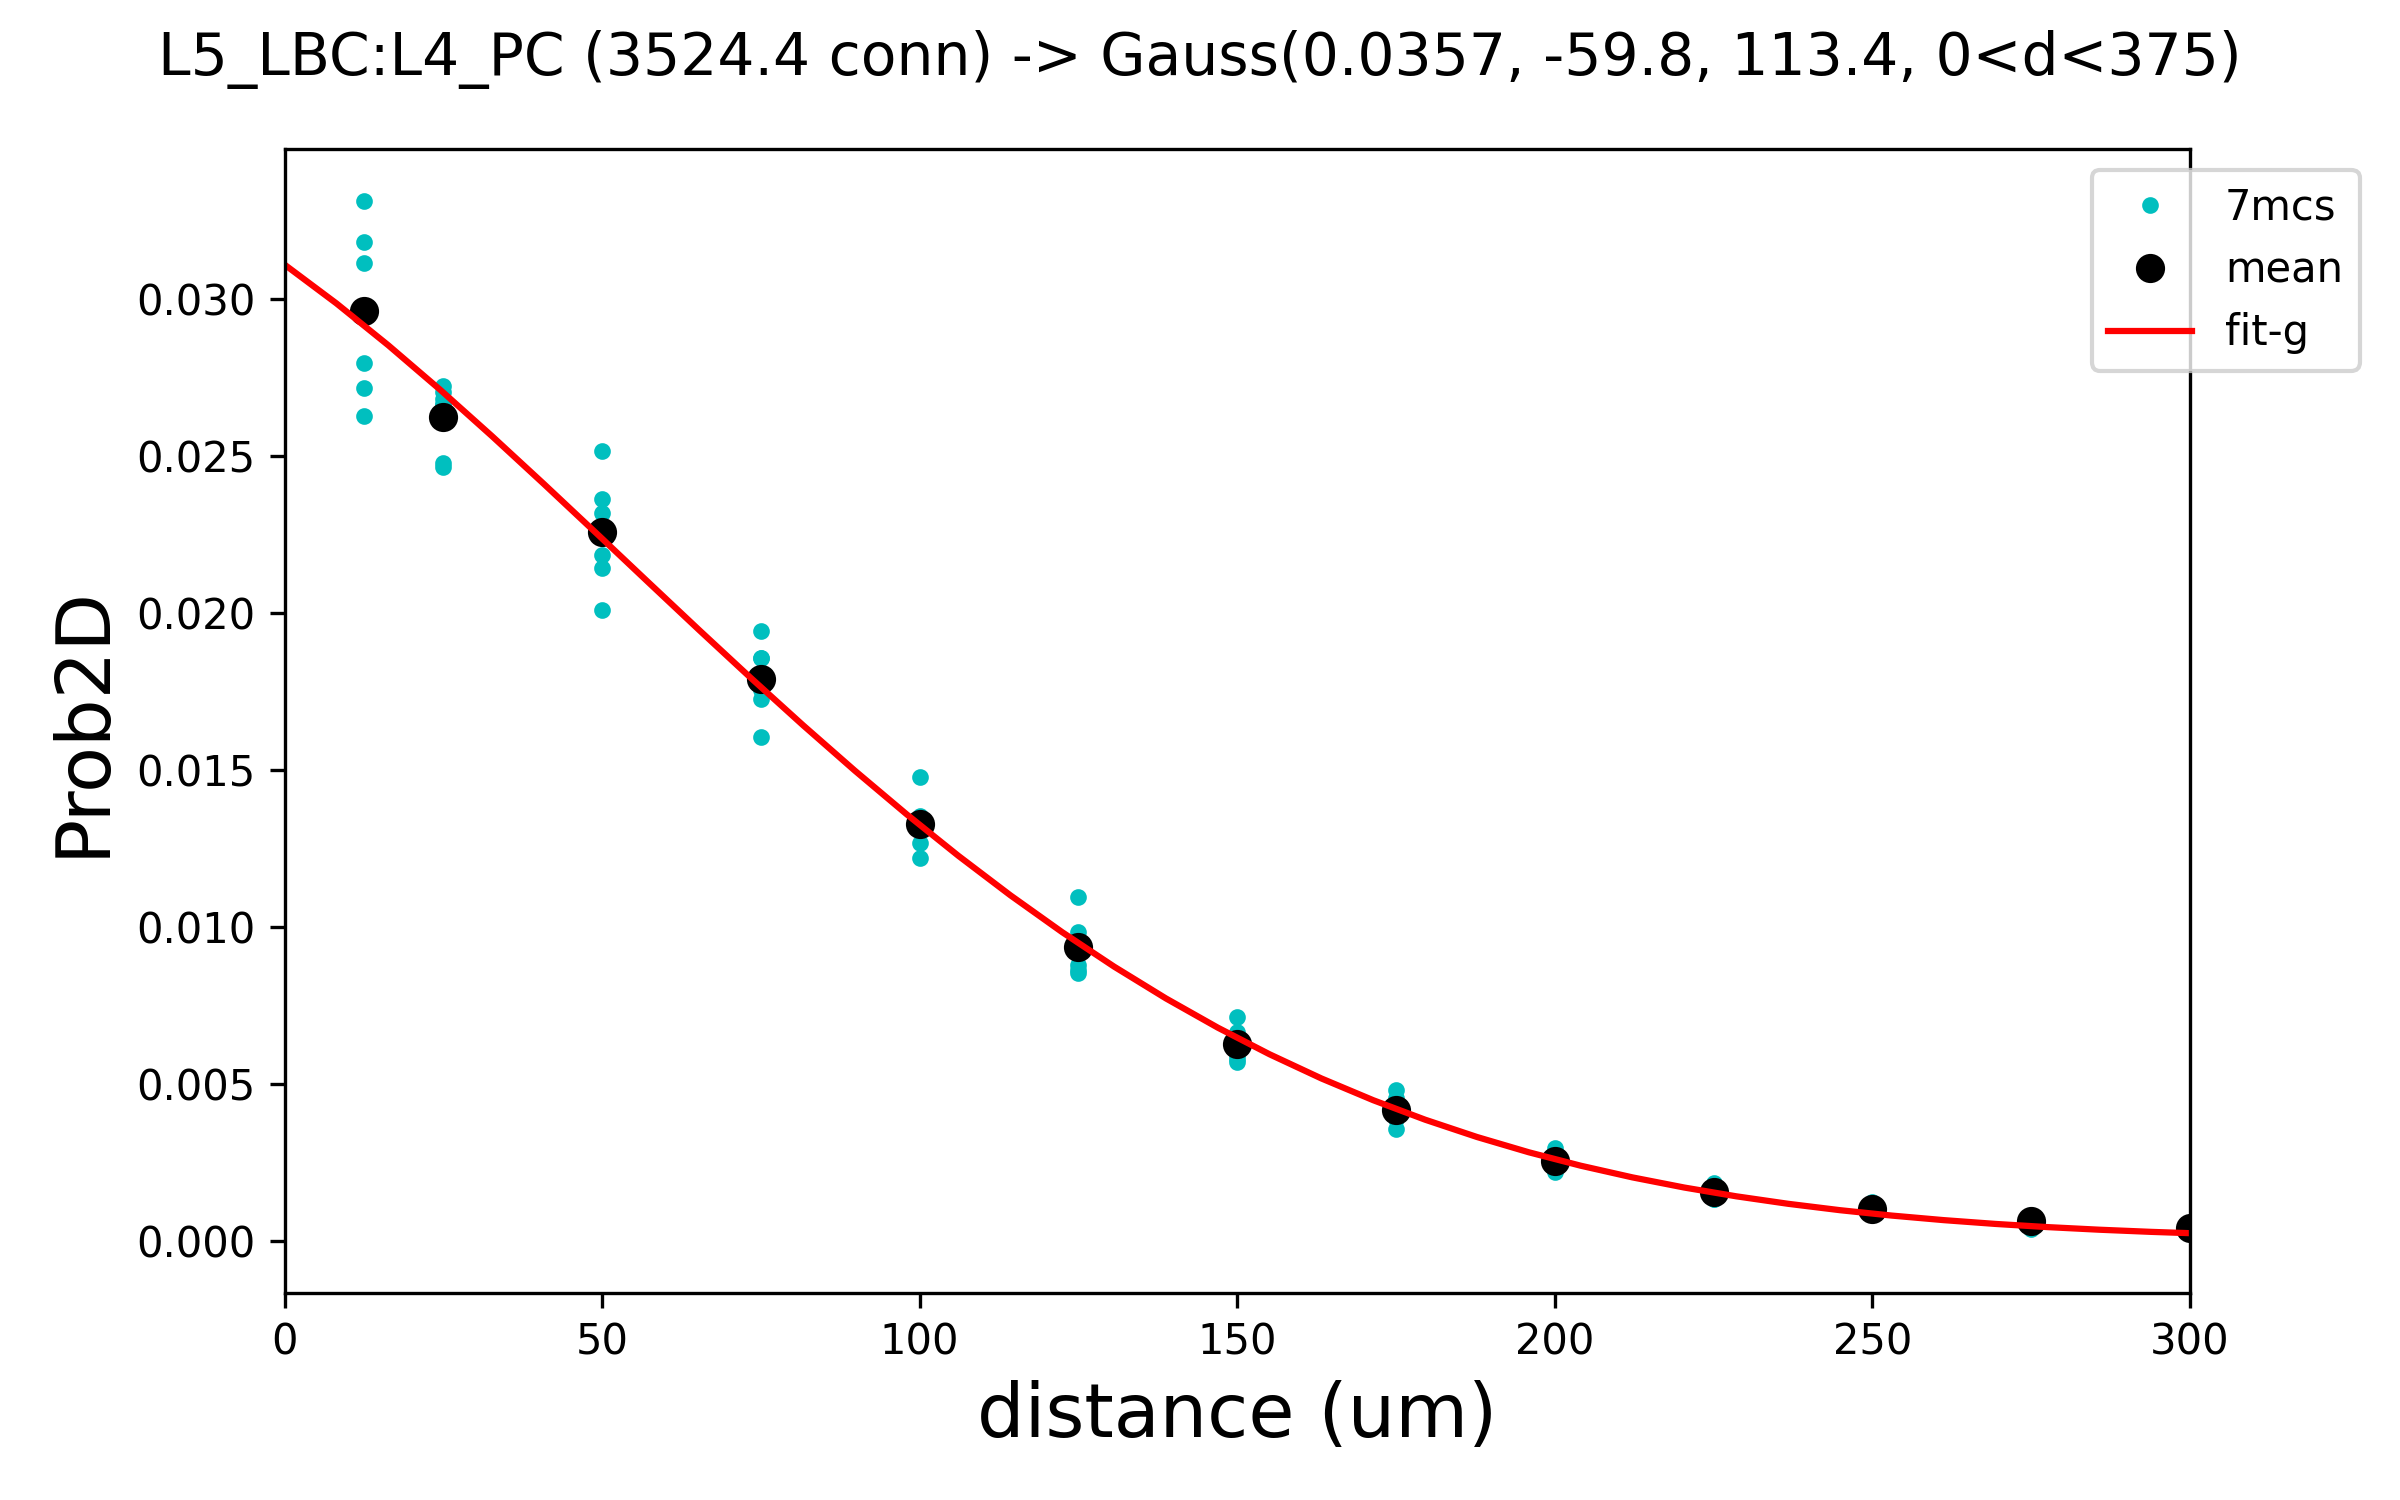 L5_LBC:L4_PC (3524.4 conn) -> Gauss(0.0357, -59.8, 113.4, 0<d<375)
7mcs
mean
fit-g
0.030
0.025
0.020
0.015
0.010
0.005
0.000
Prob2D
0 50 100 150 200 250 300
distance (um)